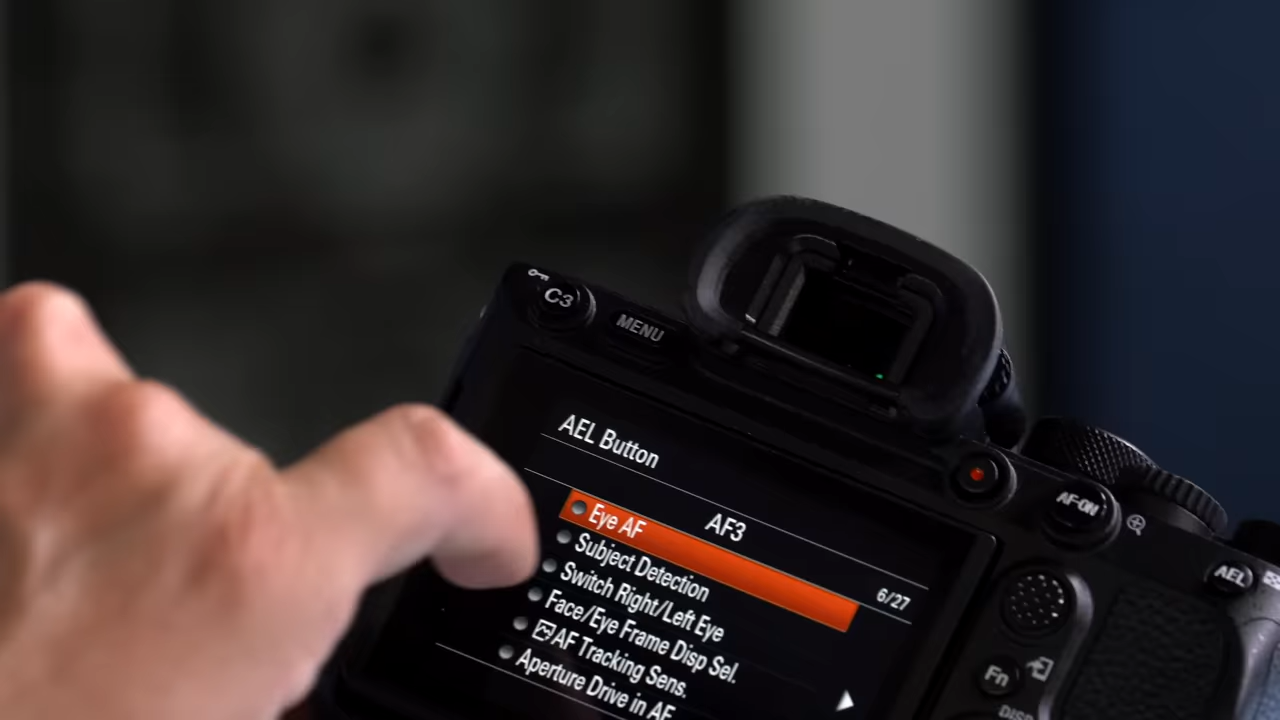 C3
MENU
AEL Button
AF3
6/27
Eye AF
Subject Detection
Switch Right/Left Eye
Face/Eye Frame Disp Sel.
AF Tracking Sens.
Aperture Drive in AF
AF-ON
AEL
Fn
DISP